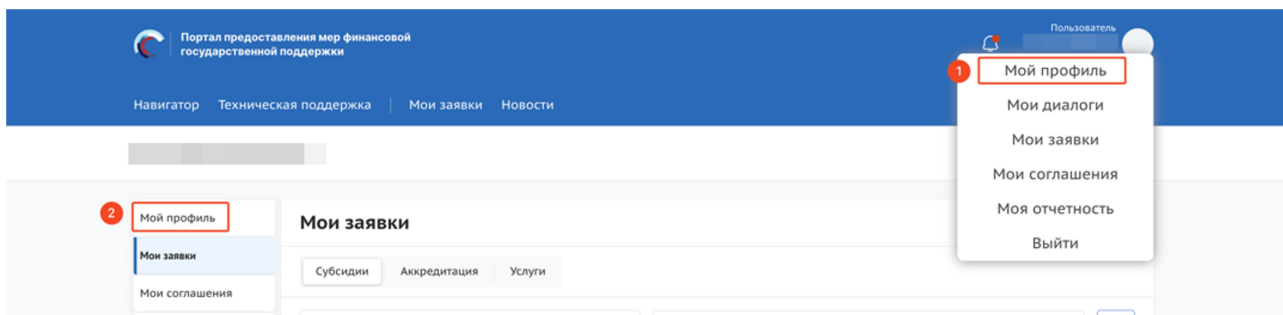 Портал предоставления мер финансовой
государственной поддержки
Пользователь
1
Мой профиль
Мои диалоги
Мои заявки
Мои соглашения
Моя отчетность
Выйти
Навигатор Техническая поддержка Мои заявки Новости
2
Мой профиль
Мои заявки
Мои соглашения
Мои заявки
Субсидии Аккредитация Услуги